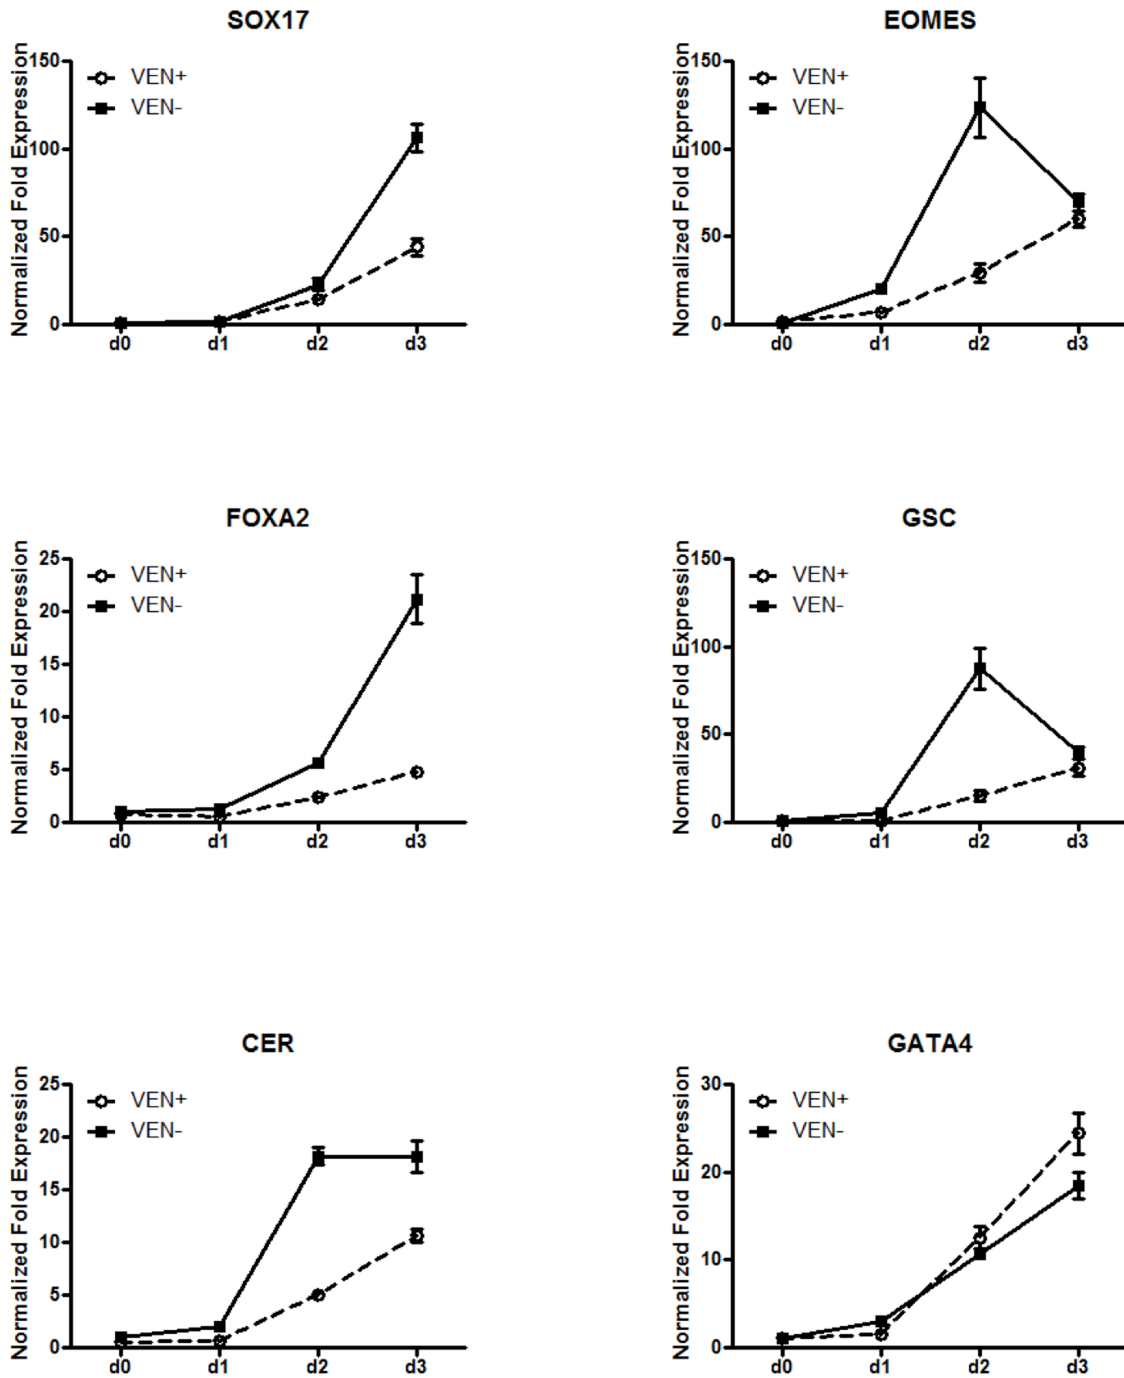 SOX17
Normalized Fold Expression
150
100
50
0
VEN+
VEN-
d0 d1 d2 d3
EOMES
Normalized Fold Expression
150
100
50
0
VEN+
VEN-
d0 d1 d2 d3
FOXA2
Normalized Fold Expression
25
20
15
10
5
0
VEN+
VEN-
d0 d1 d2 d3
GSC
Normalized Fold Expression
150
100
50
0
VEN+
VEN-
d0 d1 d2 d3
CER
Normalized Fold Expression
25
20
15
10
5
0
VEN+
VEN-
d0 d1 d2 d3
GATA4
Normalized Fold Expression
30
20
10
0
VEN+
VEN-
d0 d1 d2 d3